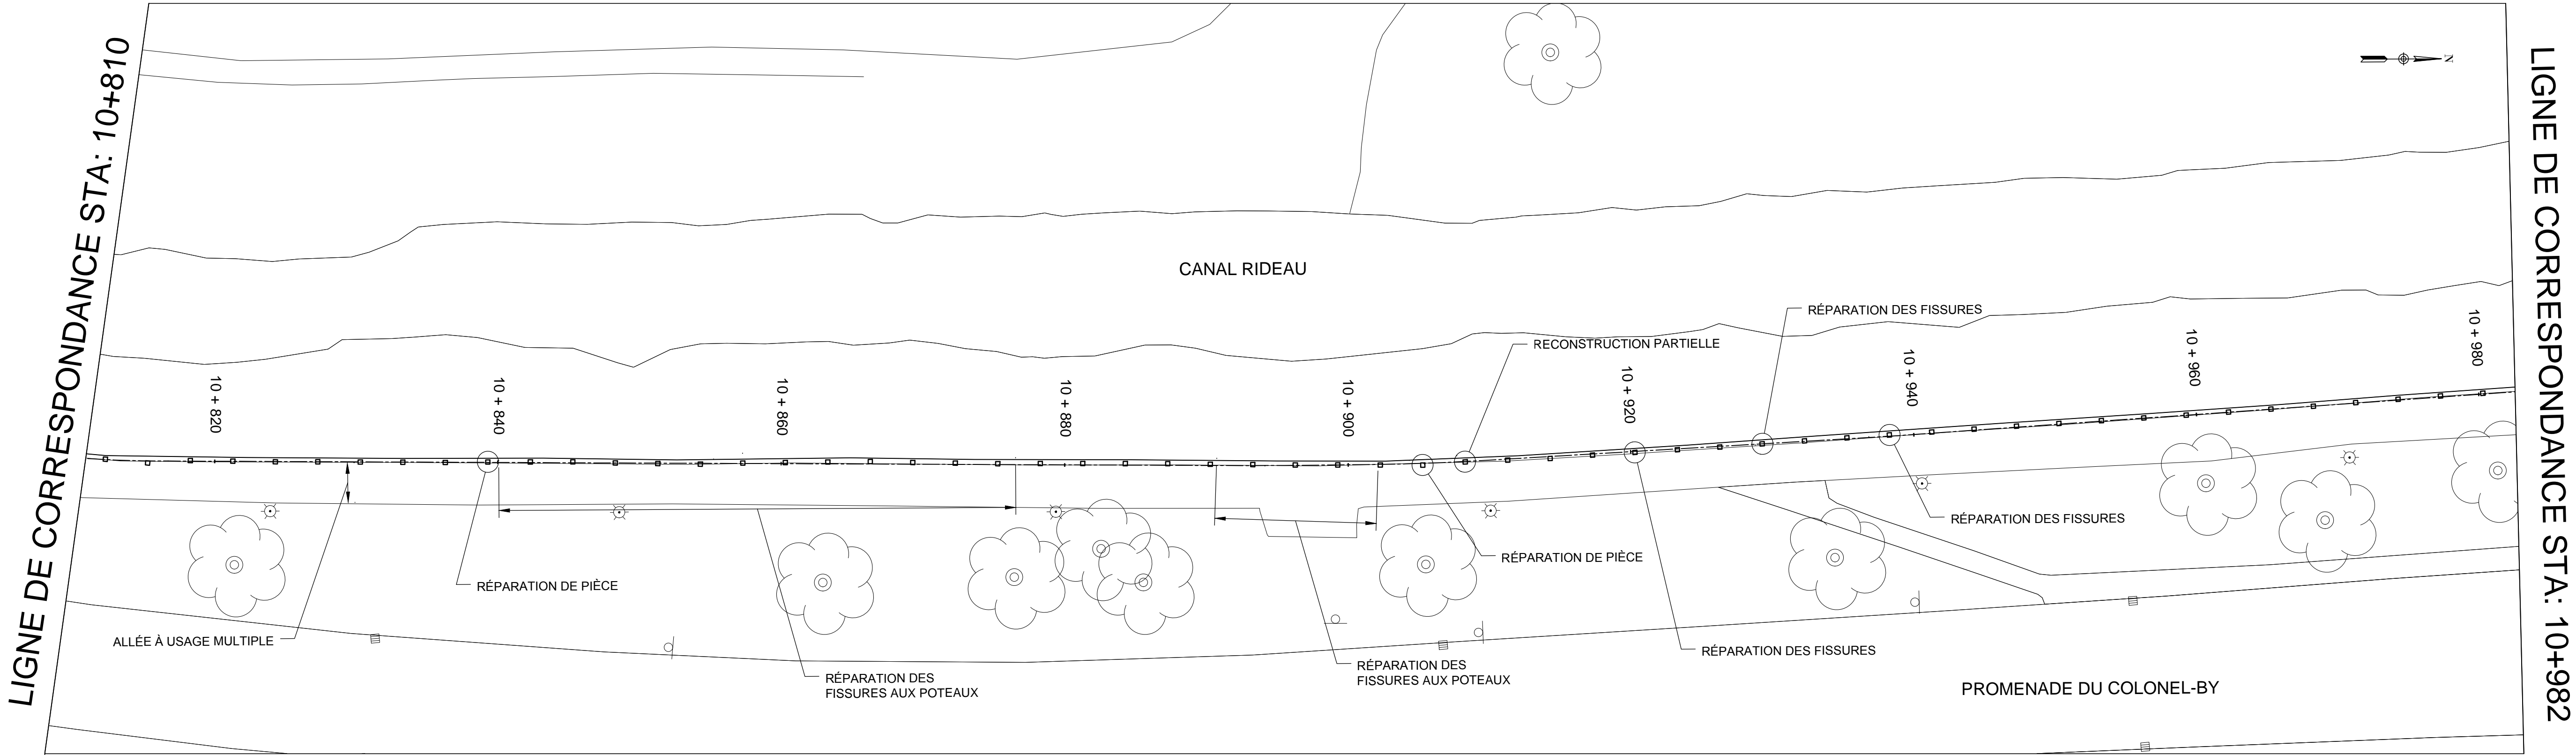 LIGNE DE CORRESPONDANCE STA: 10+810
N
LIGNE DE CORRESPONDANCE STA: 10+982
CANAL RIDEAU
RÉPARATION DES FISSURES
RECONSTRUCTION PARTIELLE
10 + 820
10 + 840
10 + 860
10 + 880
10 + 900
10 + 920
10 + 940
10 + 960
10 + 980
RÉPARATION DES FISSURES
RÉPARATION DE PIÈCE
RÉPARATION DE PIÈCE
ALLÉE À USAGE MULTIPLE
RÉPARATION DES FISSURES
RÉPARATION DES
FISSURES AUX POTEAUX
RÉPARATION DES
FISSURES AUX POTEAUX
PROMENADE DU COLONEL-BY